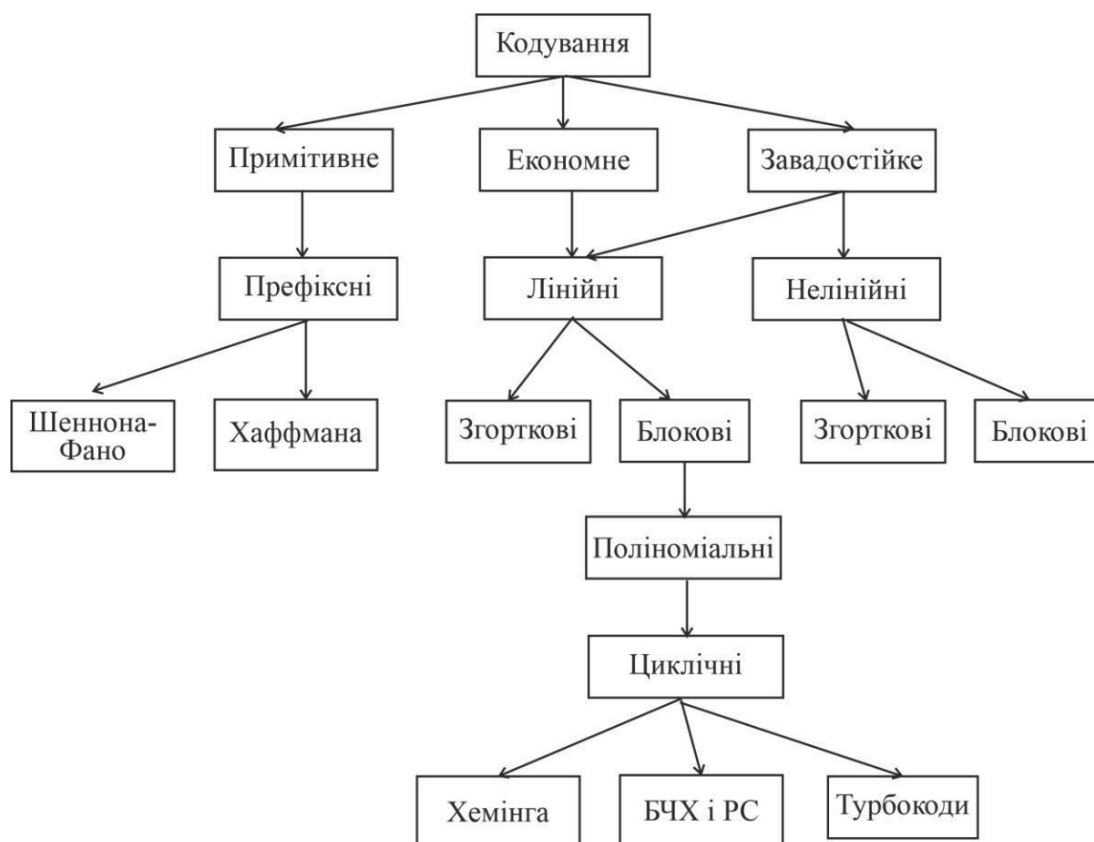 Кодування
Примітивне
Економне
Завадостійке
Префіксні
Лінійні
Нелінійні
Шеннона-
Фано
Хаффмана
Згорткові
Блокові
Згорткові
Блокові
Поліноміальні
Циклічні
Хемінга
БЧХ і РС
Турбокоди